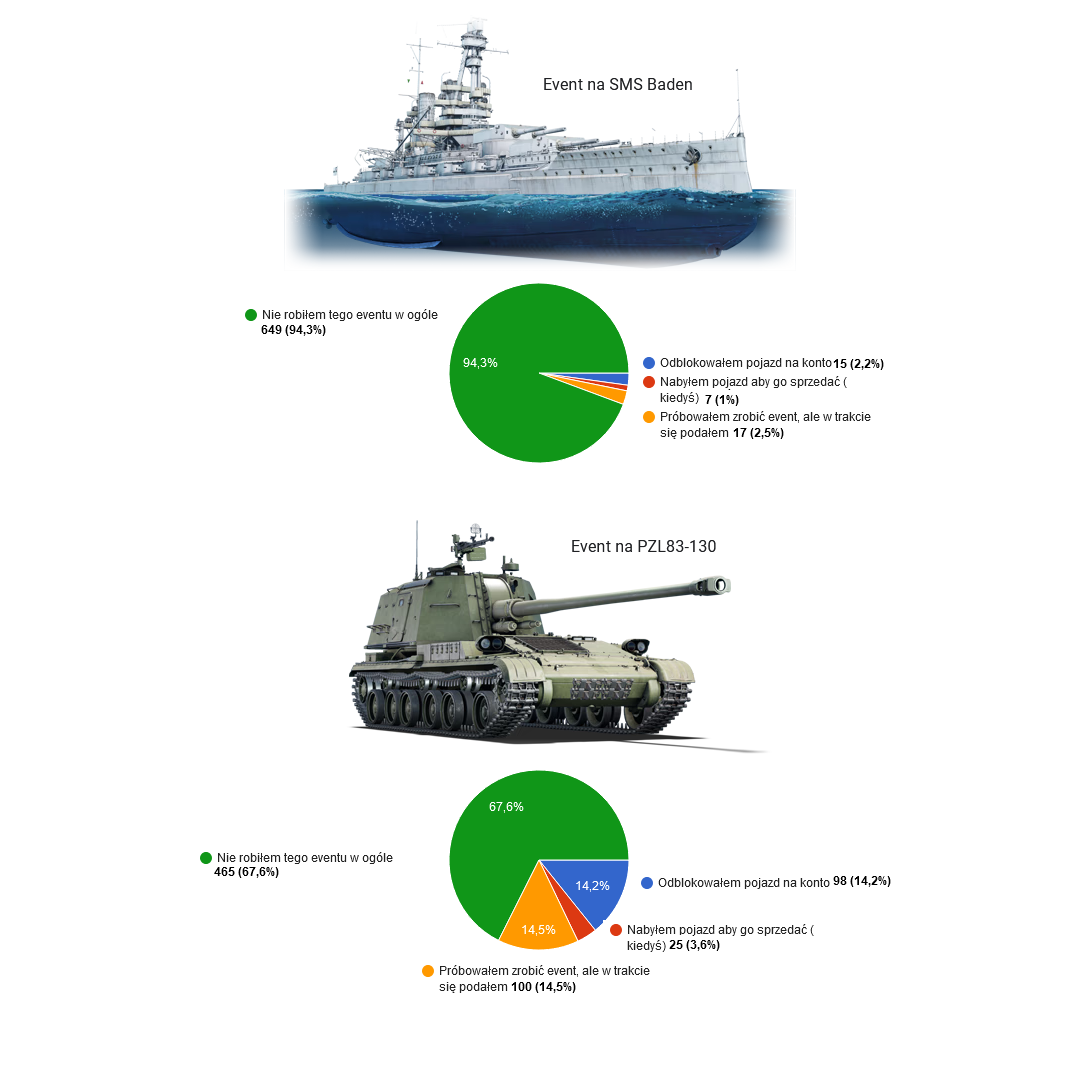 Event na SMS Baden
Nie robiłem tego eventu w ogóle
649 (94,3%)
94,3%
Odblokowałem pojazd na konto 15 (2,2%)
Nabyłem pojazd aby go sprzedać (
kiedyś) 7 (1%)
Próbowałem zrobić event, ale w trakcie
się podałem 17 (2,5%)
Event na PZL83-130
67,6%
Nie robiłem tego eventu w ogóle
465 (67,6%)
14,2%
Odblokowałem pojazd na konto 98 (14,2%)
14,5%
Nabyłem pojazd aby go sprzedać (
kiedyś) 25 (3,6%)
Próbowałem zrobić event, ale w trakcie
się podałem 100 (14,5%)